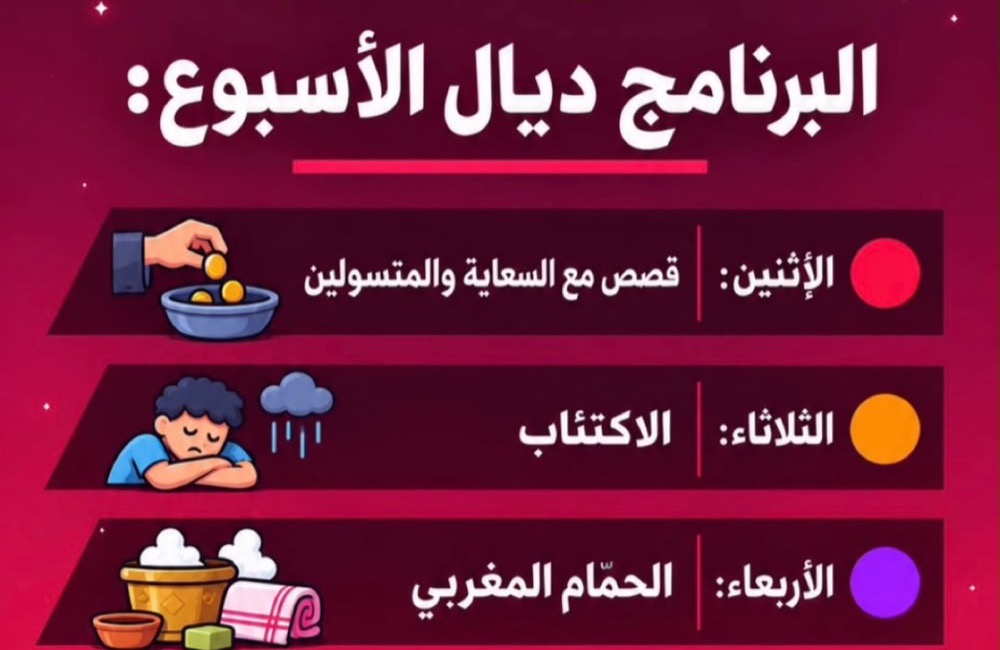 البرنامج ديال الأسبوع:
الأثنين: قصص مع السعاية والمتسولين
الثلاثاء: الاكتئاب
الأربعاء: الحمّام المغربي